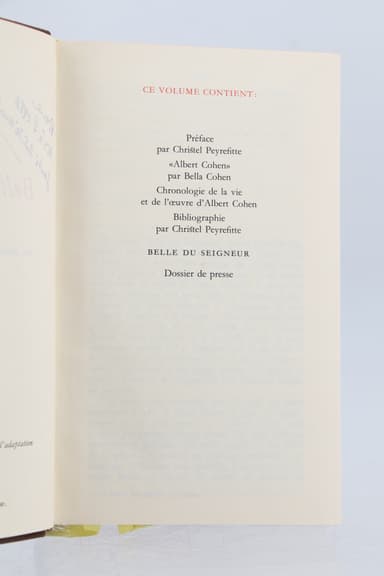 CE VOLUME CONTIENT :
Préface
par Christel Peyrefitte
«Albert Cohen»
par Bella Cohen
Chronologie de la vie
et de l'œuvre d'Albert Cohen
Bibliographie
par Christel Peyrefitte
BELLE DU SEIGNEUR
Dossier de presse
l'adaptation